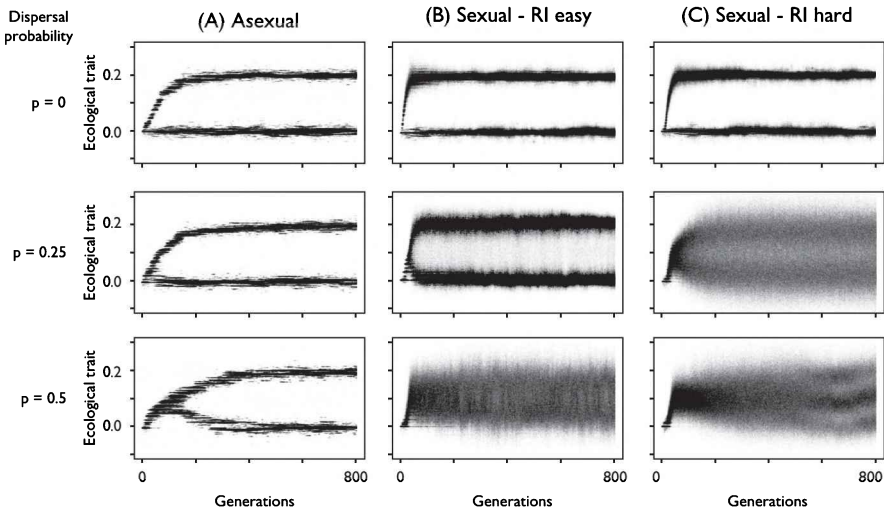 Dispersal
probability
(A) Asexual
(B) Sexual - RI easy
(C) Sexual - RI hard
p = 0
Ecological trait
0.2
0.0
p = 0.25
Ecological trait
0.2
0.0
p = 0.5
Ecological trait
0.2
0.0
0
800
0
800
0
800
Generations
Generations
Generations